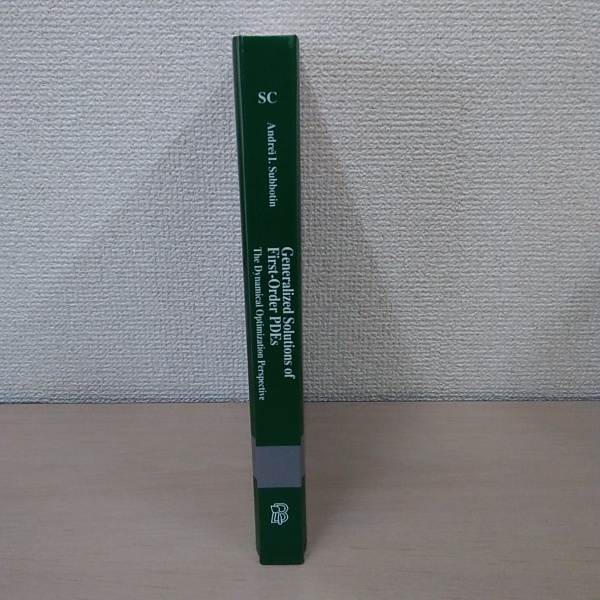 SC
Andrei I. Subbotin
Generalized Solutions of
First-Order PDEs
The Dynamical Optimization Perspective